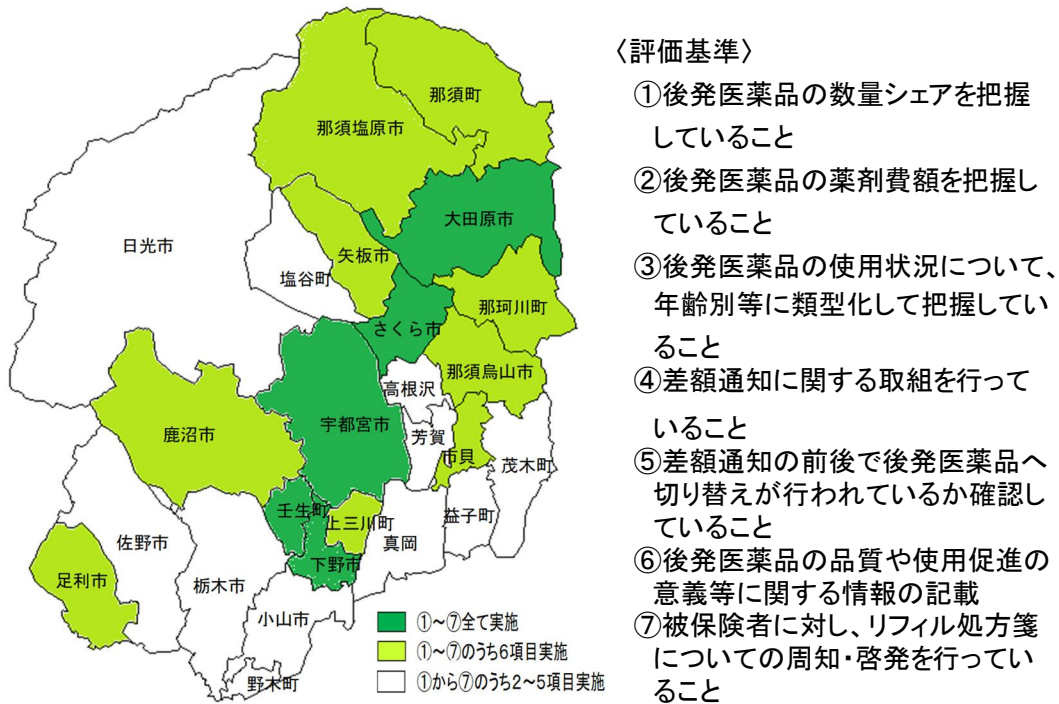 那須町
那須塩原市
大田原市
日光市
矢板市
塩谷町
那珂川町
さくら市
那須烏山市
高根沢
宇都宮市
鹿沼市
芳賀
市貝
茂木町
壬生町
上三川町
益子町
真岡
佐野市
下野市
足利市
栃木市
小山市
野木町
①~⑦全て実施
①~⑦のうち6項目実施
①から⑦のうち2~5項目実施
〈評価基準〉
①後発医薬品の数量シェアを把握
していること
②後発医薬品の薬剤費額を把握し
ていること
③後発医薬品の使用状況について、
年齢別等に類型化して把握してい
ること
④差額通知に関する取組を行って
いること
⑤差額通知の前後で後発医薬品へ
切り替えが行われているか確認し
ていること
⑥後発医薬品の品質や使用促進の
意義等に関する情報の記載
⑦被保険者に対し、リフィル処方箋
についての周知・啓発を行ってい
ること